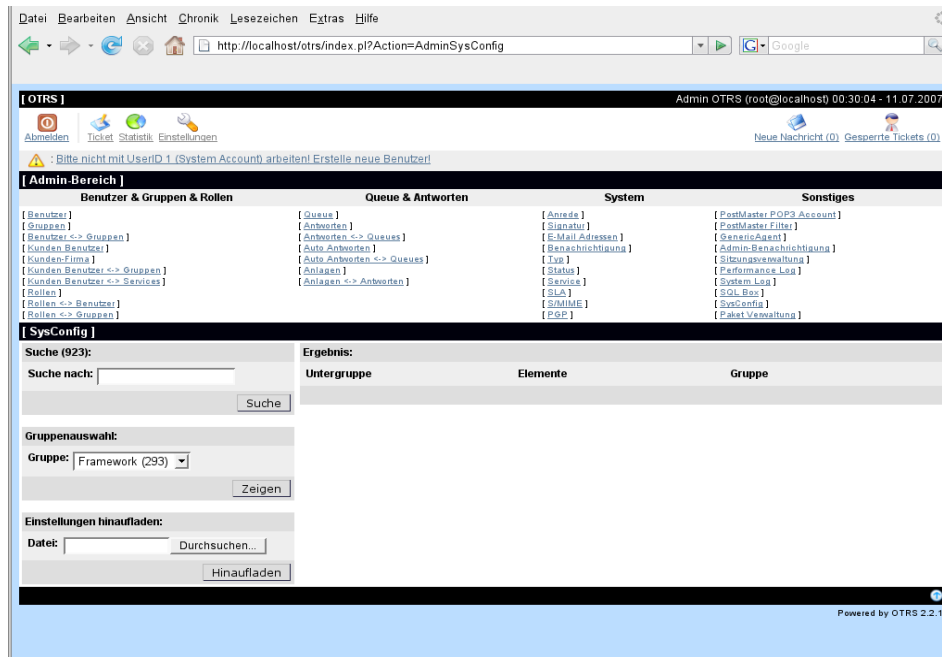 Datei Bearbeiten Ansicht Chronik Lesezeichen Extras Hilfe
http://localhost/otrs/index.pl?Action=AdminSysConfig
G Google
[ OTRS ] Admin OTRS (root@localhost) 00:30:04 - 11.07.2007
Abmelden Ticket Statistik Einstellungen Neue Nachricht (0) Gesperrte Tickets (0)
: Bitte nicht mit UserID 1 (System Account) arbeiten! Erstelle neue Benutzer!
[ Admin-Bereich ]
Benutzer & Gruppen & Rollen Queue & Antworten System Sonstiges
[ Benutzer ] [ Queue ] [ Anrede ] [ PostMaster POP3 Account ]
[ Gruppen ] [ Antworten ] [ Signatur ] [ PostMaster Filter ]
[ Benutzer <-> Gruppen ] [ Antworten <-> Queues ] [ E-Mail Adressen ] [ GenericAgent ]
[ Kunden Benutzer ] [ Auto Antworten ] [ Benachrichtigung ] [ Admin-Benachrichtigung ]
[ Kunden-Firma ] [ Auto Antworten <-> Queues ] [ Typ ] [ Sitzungsverwaltung ]
[ Kunden Benutzer <-> Gruppen ] [ Anlagen ] [ Status ] [ Performance Log ]
[ Kunden Benutzer <-> Services ] [ Anlagen <-> Antworten ] [ Service ] [ System Log ]
[ Rollen ] [ SLA ] [ SQL Box ]
[ Rollen <-> Benutzer ] [ S/MIME ] [ SysConfig ]
[ Rollen <-> Gruppen ] [ PGP ] [ Paket Verwaltung ]
[ SysConfig ]
Suche (923): Ergebnis:
Suche nach: Untergruppe Elemente Gruppe
Suche
Gruppenauswahl:
Gruppe: Framework (293)
Zeigen
Einstellungen hinaufladen:
Datei: Durchsuchen...
Hinaufladen
Powered by OTRS 2.2.1